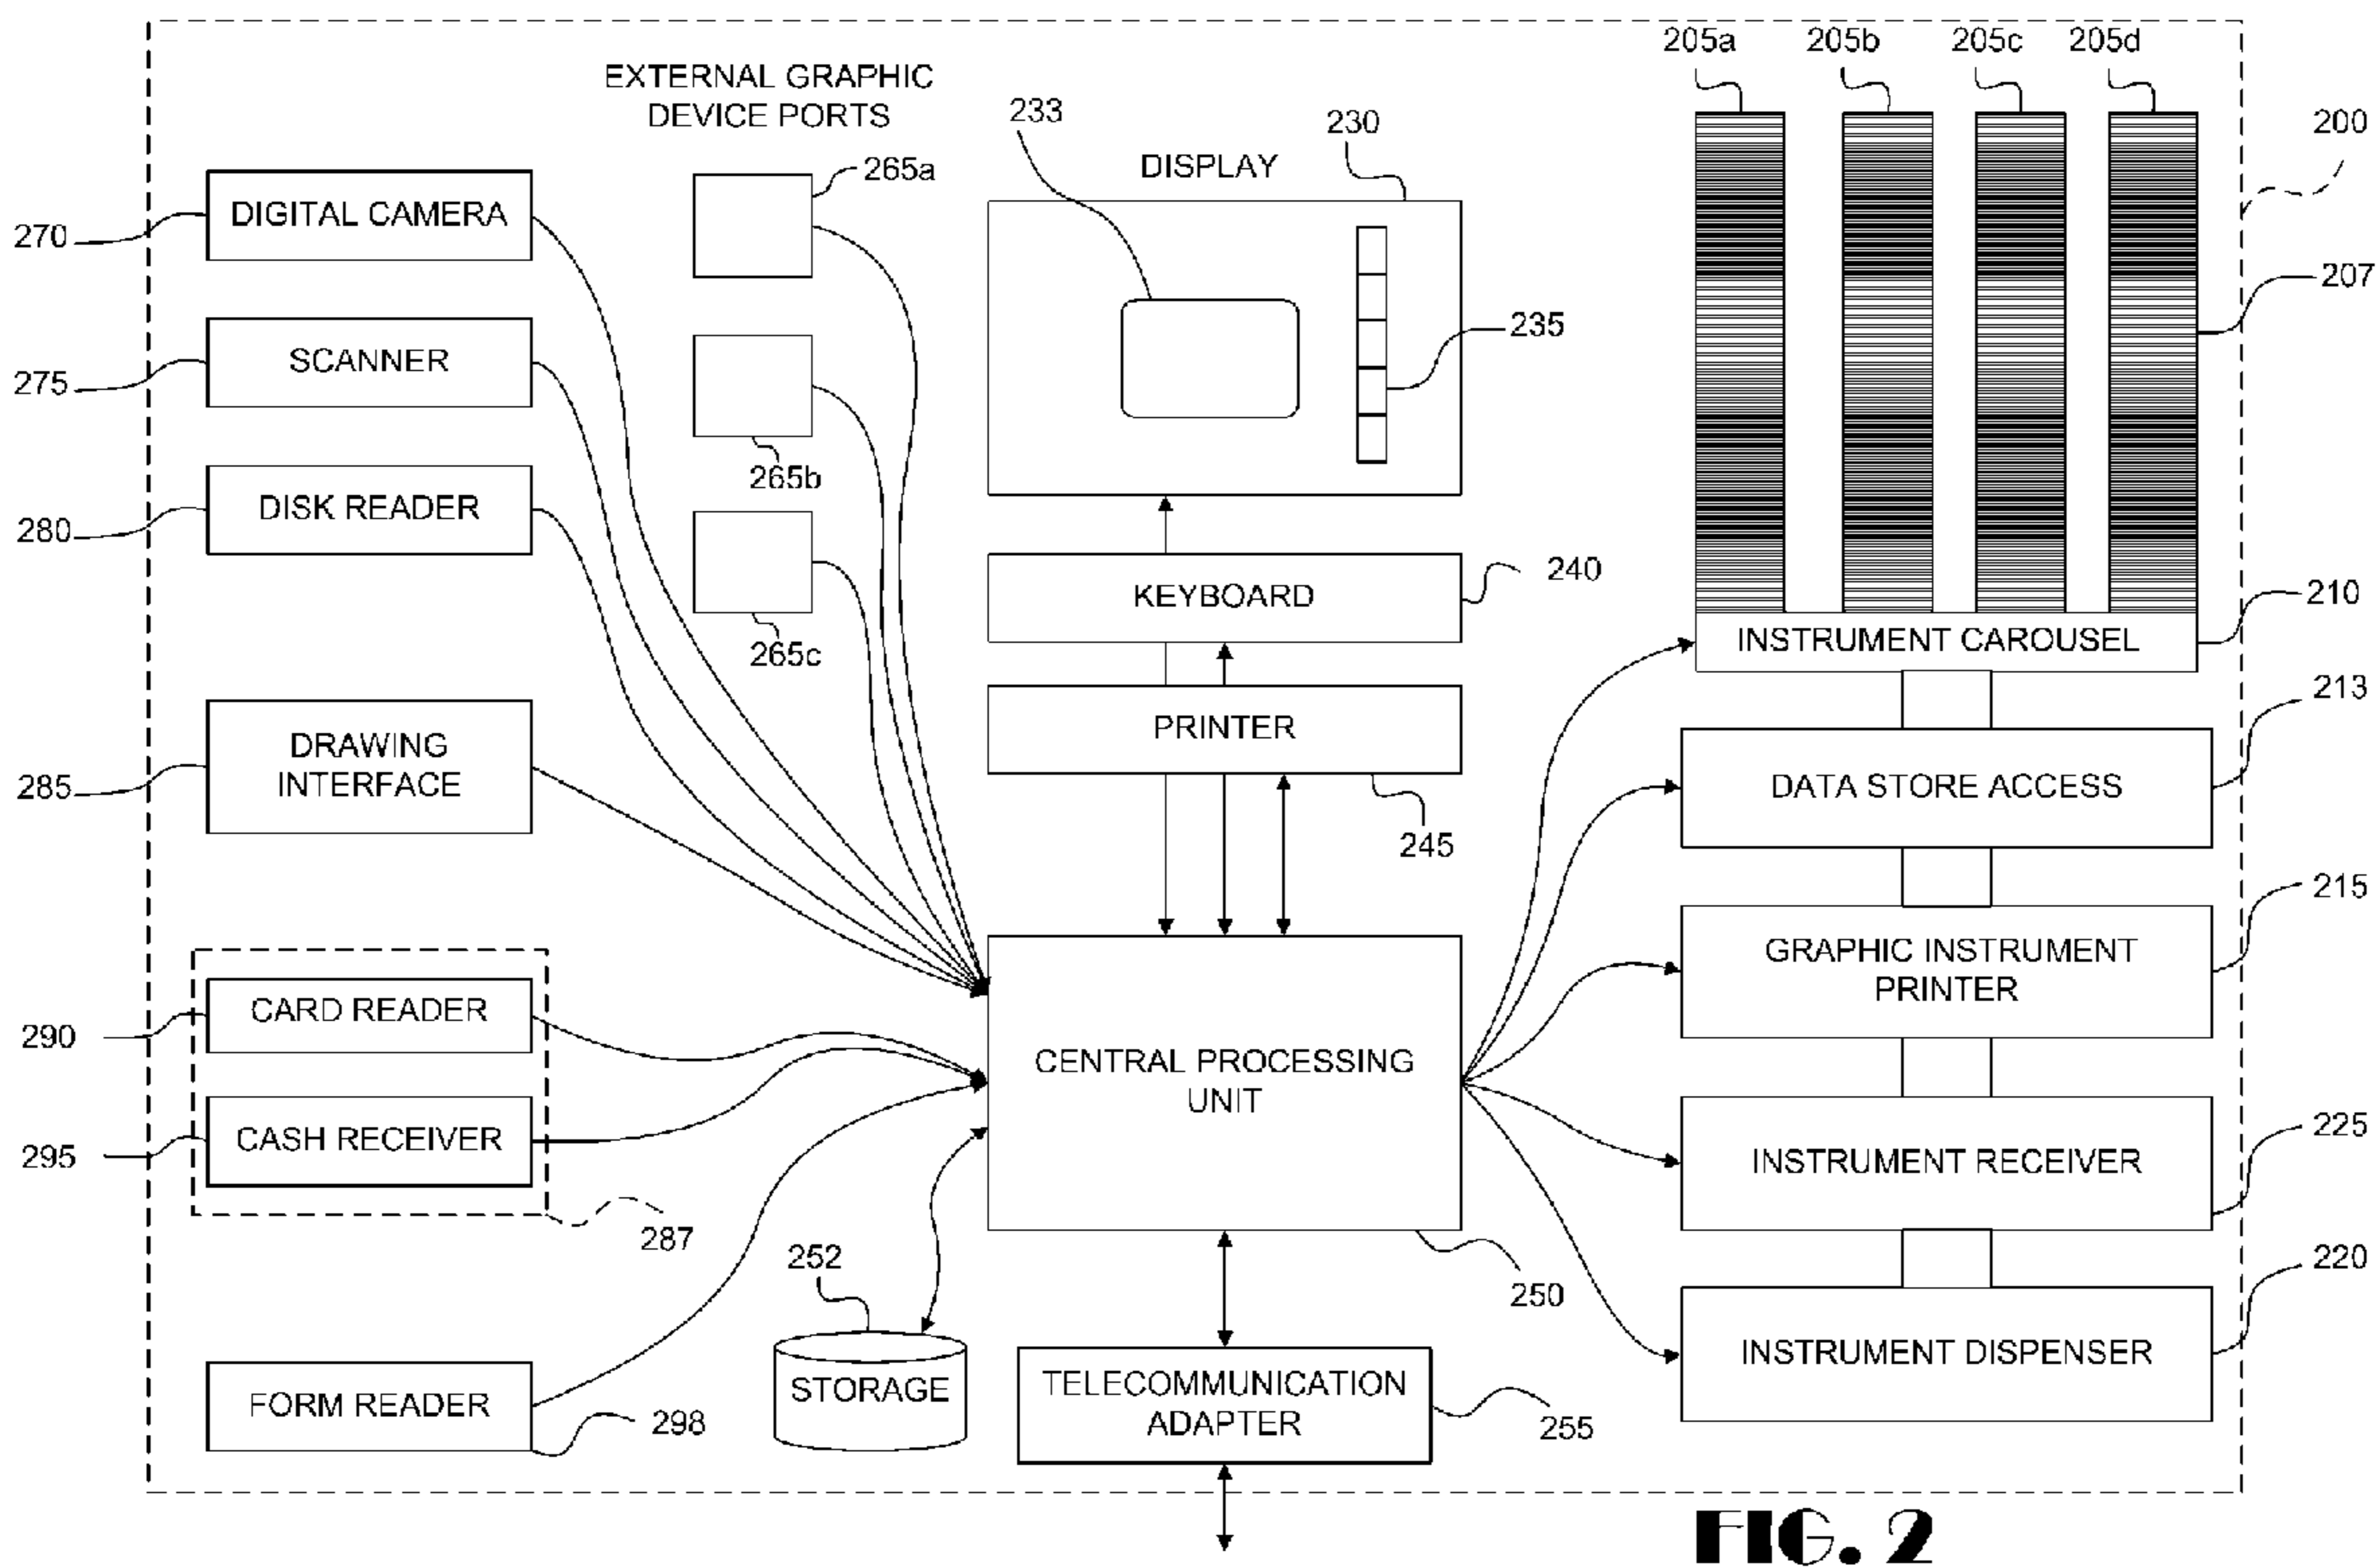 205a 205b 205c 205d
EXTERNAL GRAPHIC
DEVICE PORTS
233
230
200
DISPLAY
265a
DIGITAL CAMERA
270
207
235
SCANNER
275
265b
DISK READER
280
240
KEYBOARD
210
INSTRUMENT CAROUSEL
265c
213
PRINTER
DRAWING
INTERFACE
285
DATA STORE ACCESS
245
215
GRAPHIC INSTRUMENT
PRINTER
CARD READER
290
CENTRAL PROCESSING
UNIT
225
CASH RECEIVER
295
INSTRUMENT RECEIVER
287
252
220
250
INSTRUMENT DISPENSER
STORAGE
TELECOMMUNICATION
ADAPTER
FORM READER
298
255
FIG. 2